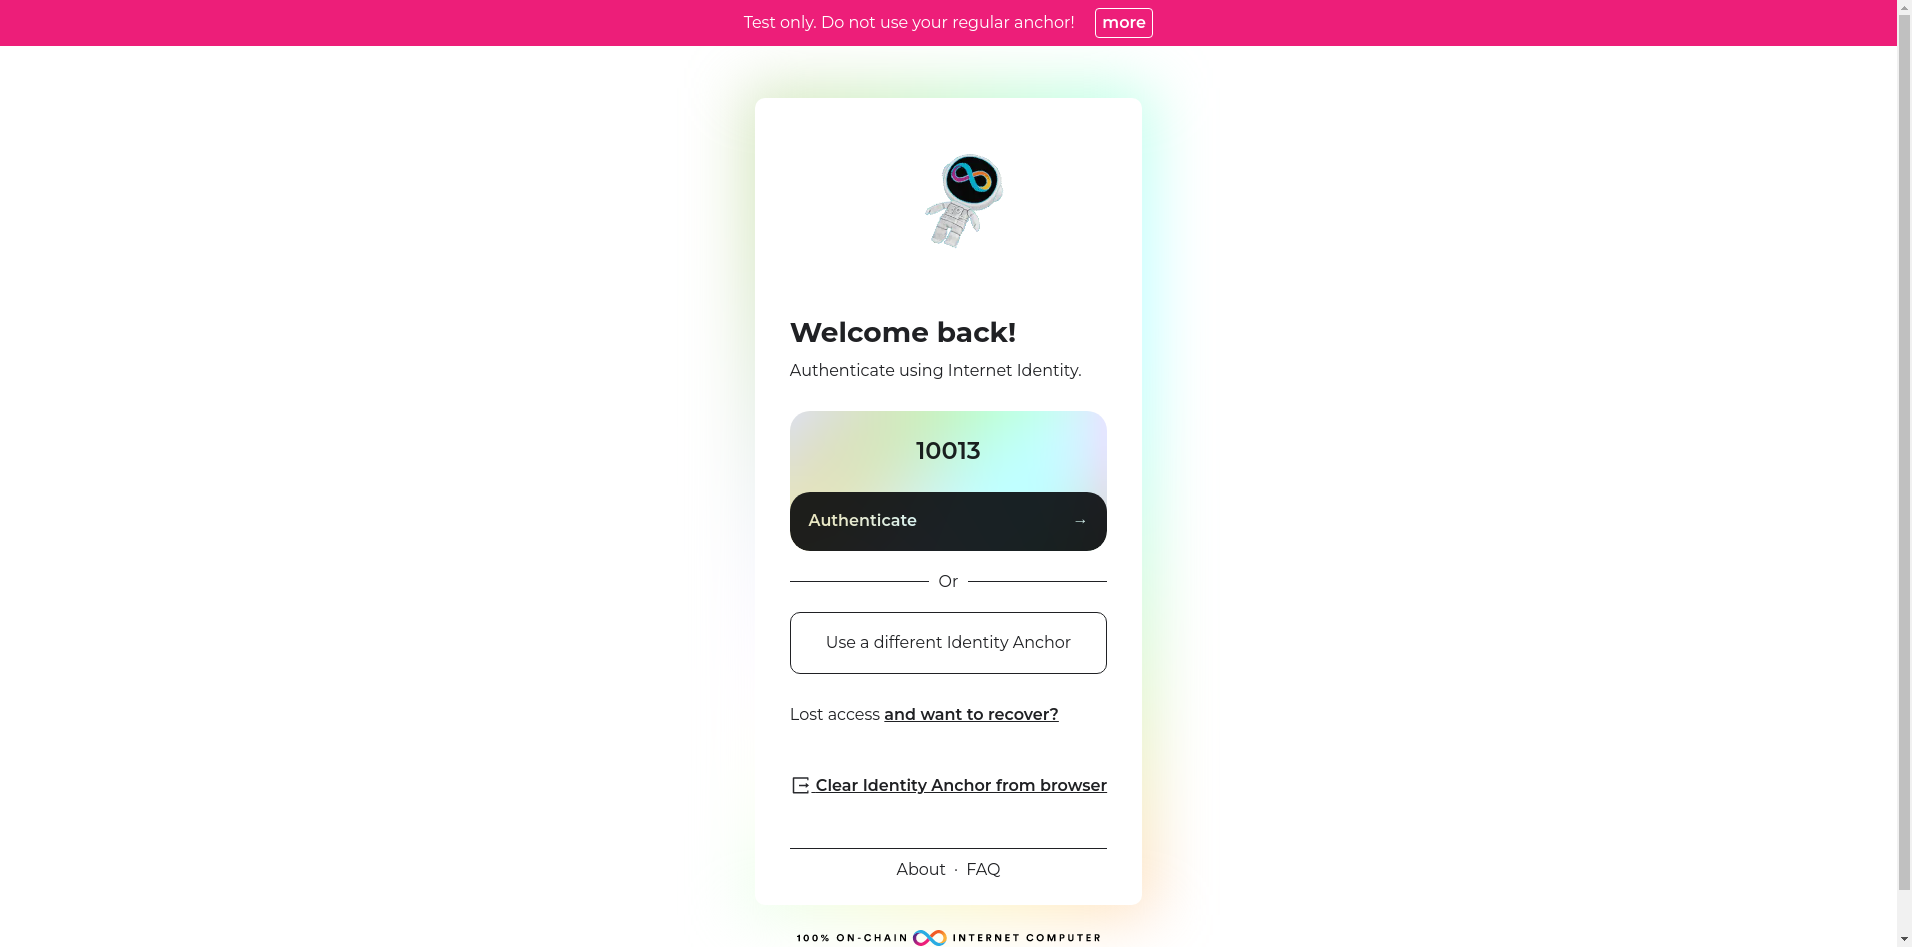 Test only. Do not use your regular anchor! more
Welcome back!
Authenticate using Internet Identity.
10013
Authenticate →
Or
Use a different Identity Anchor
Lost access and want to recover?
Clear Identity Anchor from browser
About · FAQ
100% ON-CHAIN INTERNET COMPUTER